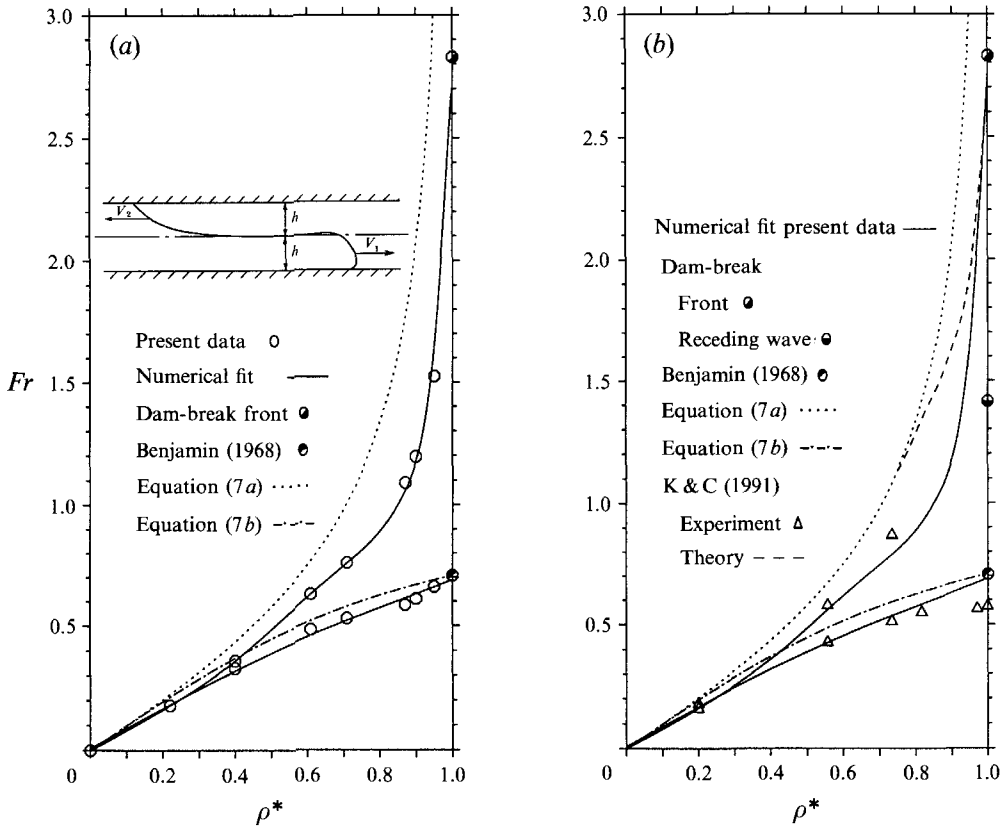 (a)
3.0
2.5
2.0
1.5
1.0
0.5
0
0.2
0.4
0.6
0.8
1.0
Fr
ρ*
V₂
h
h
V₁
Present data
Numerical fit
Dam-break front
Benjamin (1968)
Equation (7a)
Equation (7b)
(b)
3.0
2.5
2.0
1.5
1.0
0.5
0
0.2
0.4
0.6
0.8
1.0
ρ*
Numerical fit present data
Dam-break
Front
Receding wave
Benjamin (1968)
Equation (7a)
Equation (7b)
K & C (1991)
Experiment
Theory